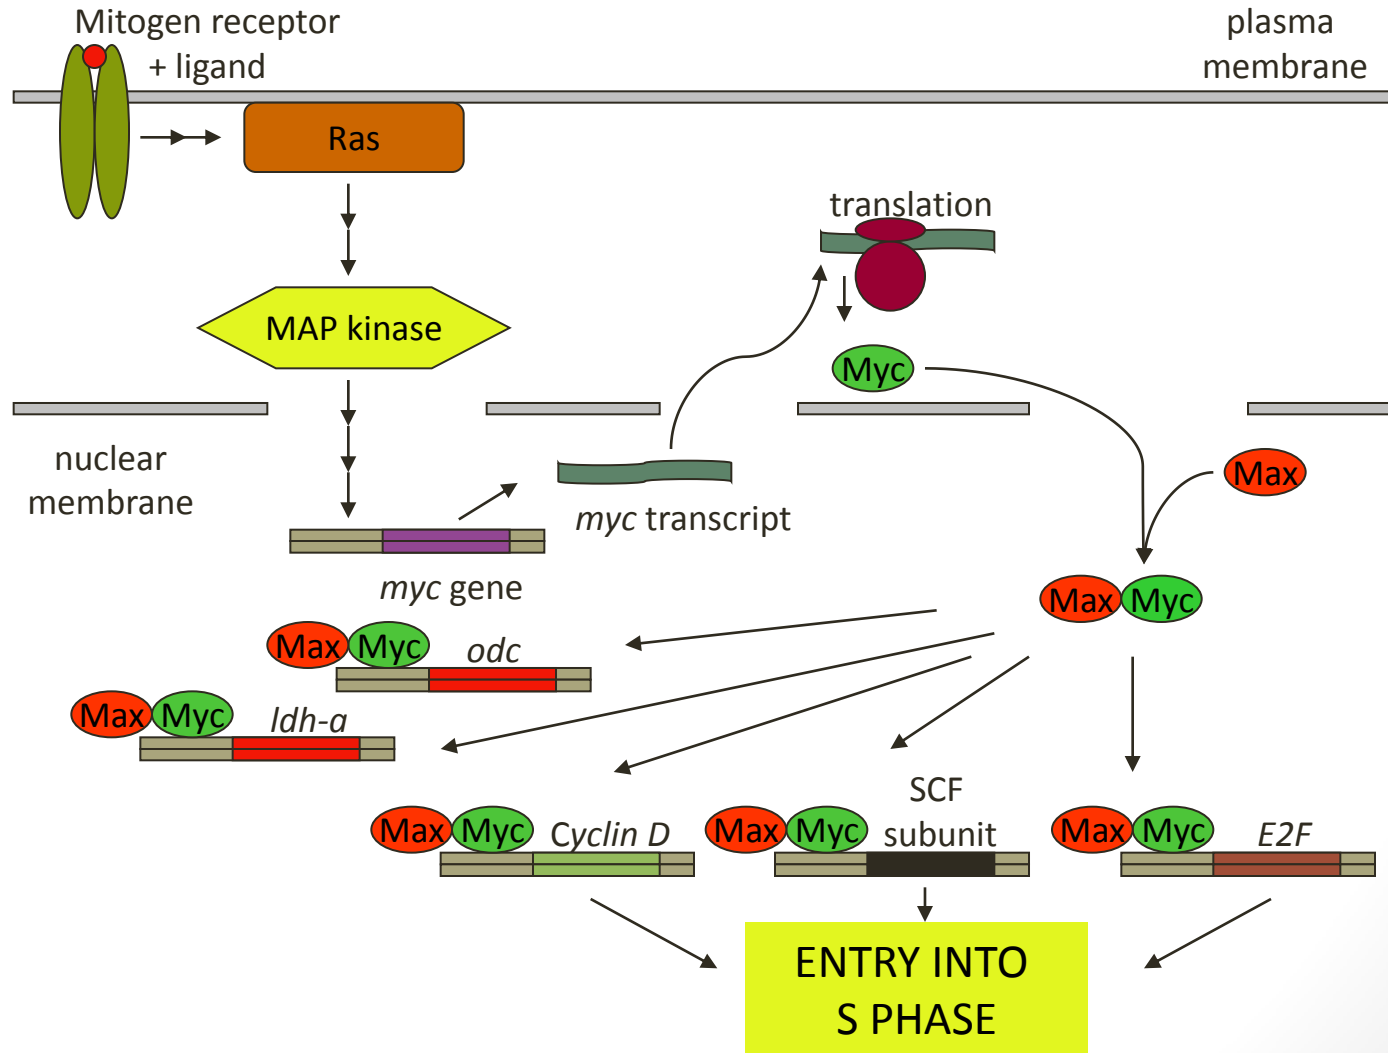 Mitogen receptor
+ ligand
plasma
membrane
Ras
translation
MAP kinase
Myc
nuclear
membrane
Max
myc transcript
myc gene
Max Myc
Max Myc odc
Max Myc ldh-a
Max Myc Cyclin D
Max Myc SCF
subunit
Max Myc E2F
ENTRY INTO
S PHASE